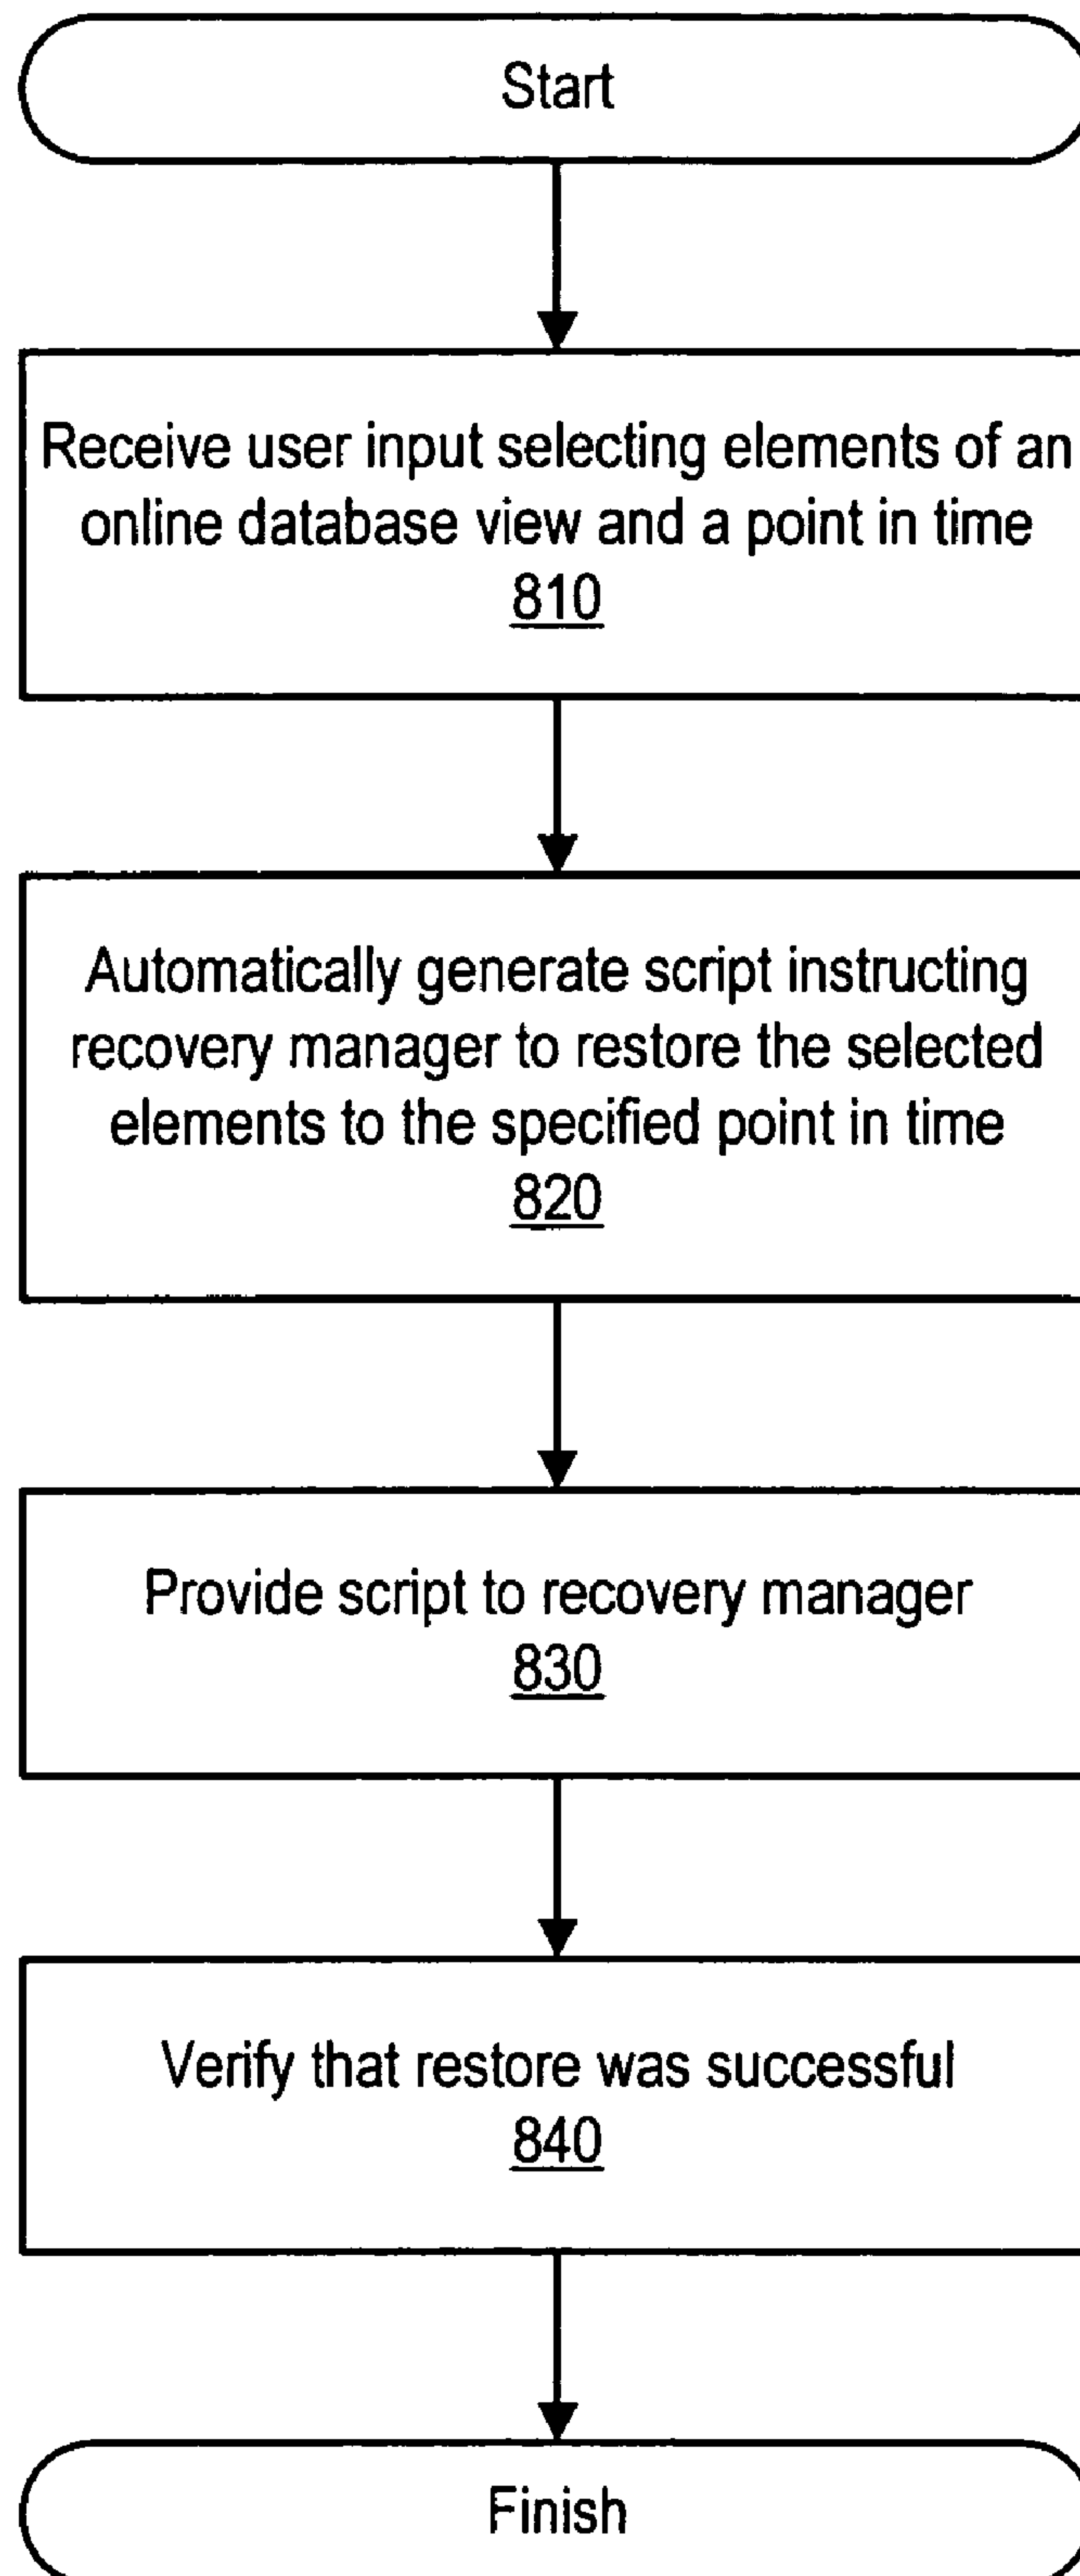 Start
Receive user input selecting elements of an
online database view and a point in time
810
Automatically generate script instructing
recovery manager to restore the selected
elements to the specified point in time
820
Provide script to recovery manager
830
Verify that restore was successful
840
Finish